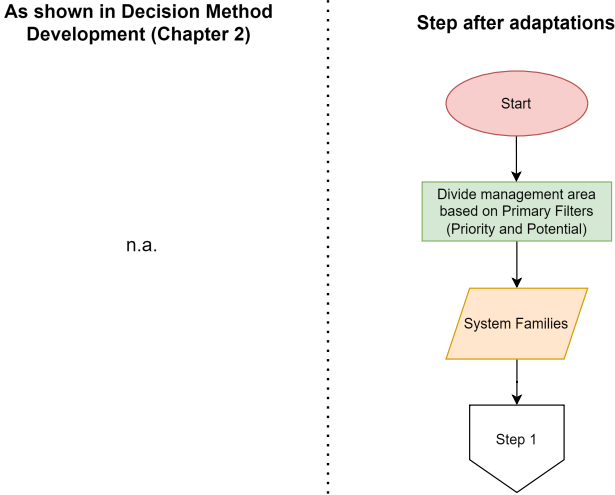 As shown in Decision Method
Development (Chapter 2)
Step after adaptations
n.a.
Start
Divide management area
based on Primary Filters
(Priority and Potential)
System Families
Step 1